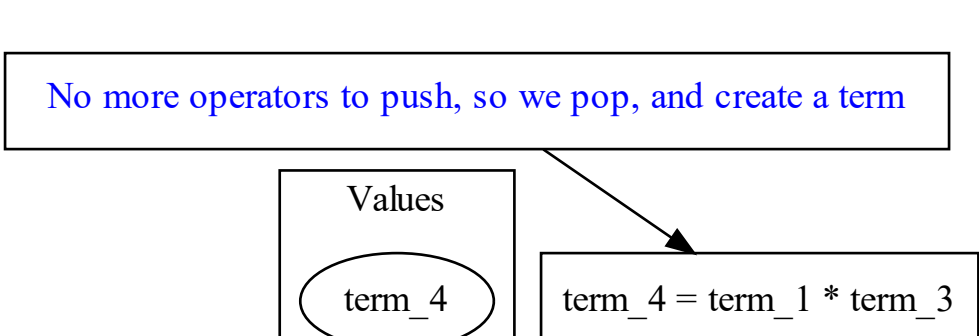 No more operators to push, so we pop, and create a term
Values
term_4
term_4 = term_1 * term_3